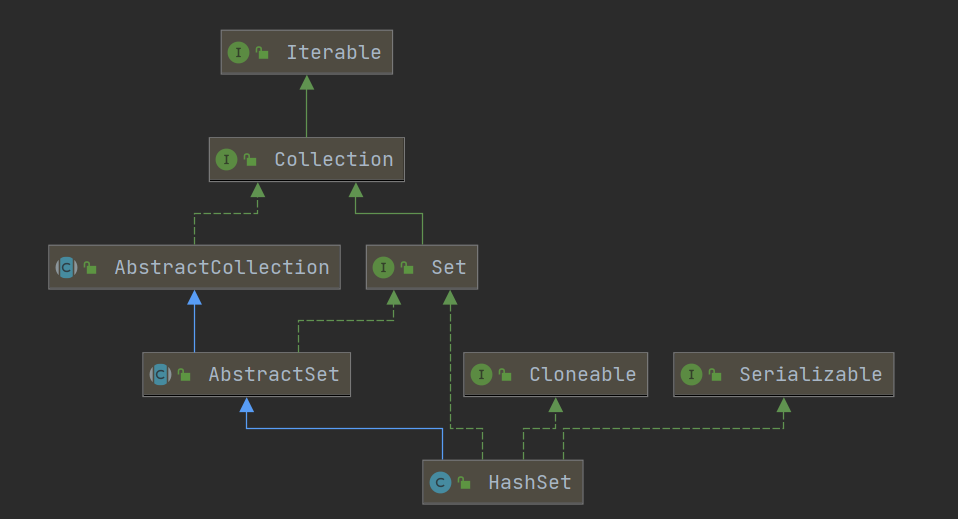 I Iterable
I Collection
C AbstractCollection
I Set
C AbstractSet
I Cloneable
I Serializable
C HashSet